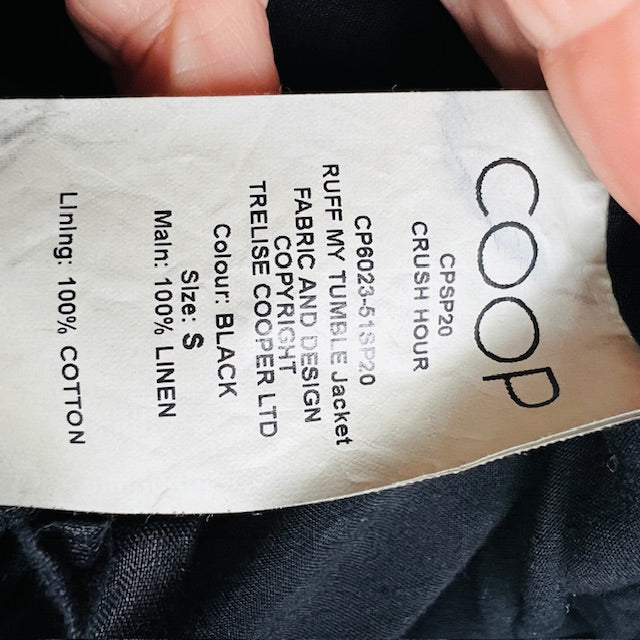 COOP
CPSP20
CRUSH HOUR
CP6023-51SP20
RUFF MY TUMBLE Jacket
FABRIC AND DESIGN
COPYRIGHT
TRELISE COOPER LTD
Colour: BLACK
Size: S
Main: 100% LINEN
Lining: 100% COTTON